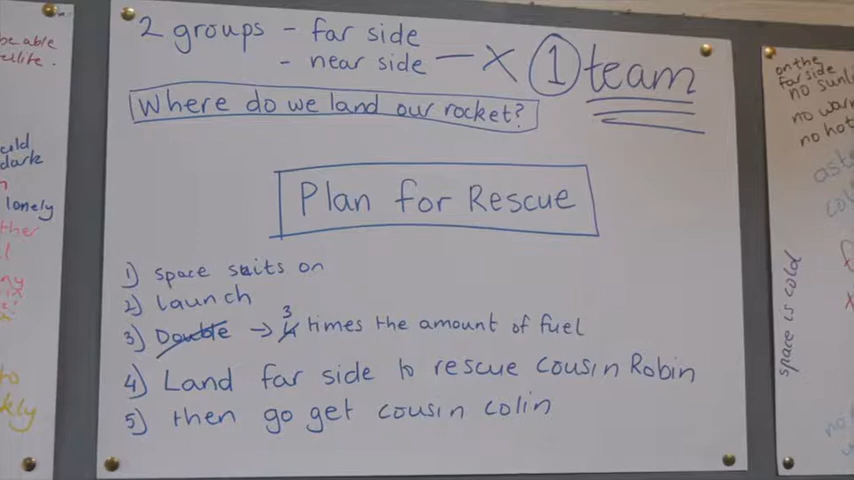 2 groups - far side
- near side — X 1 team
Where do we land our rocket?
Plan for Rescue
1) space suits on
2) launch
3) Double → 4 3 times the amount of fuel
4) Land far side to rescue cousin Robin
5) then go get cousin colin
be able
dark
lonely
on the
far side
no
no
no
space is cold